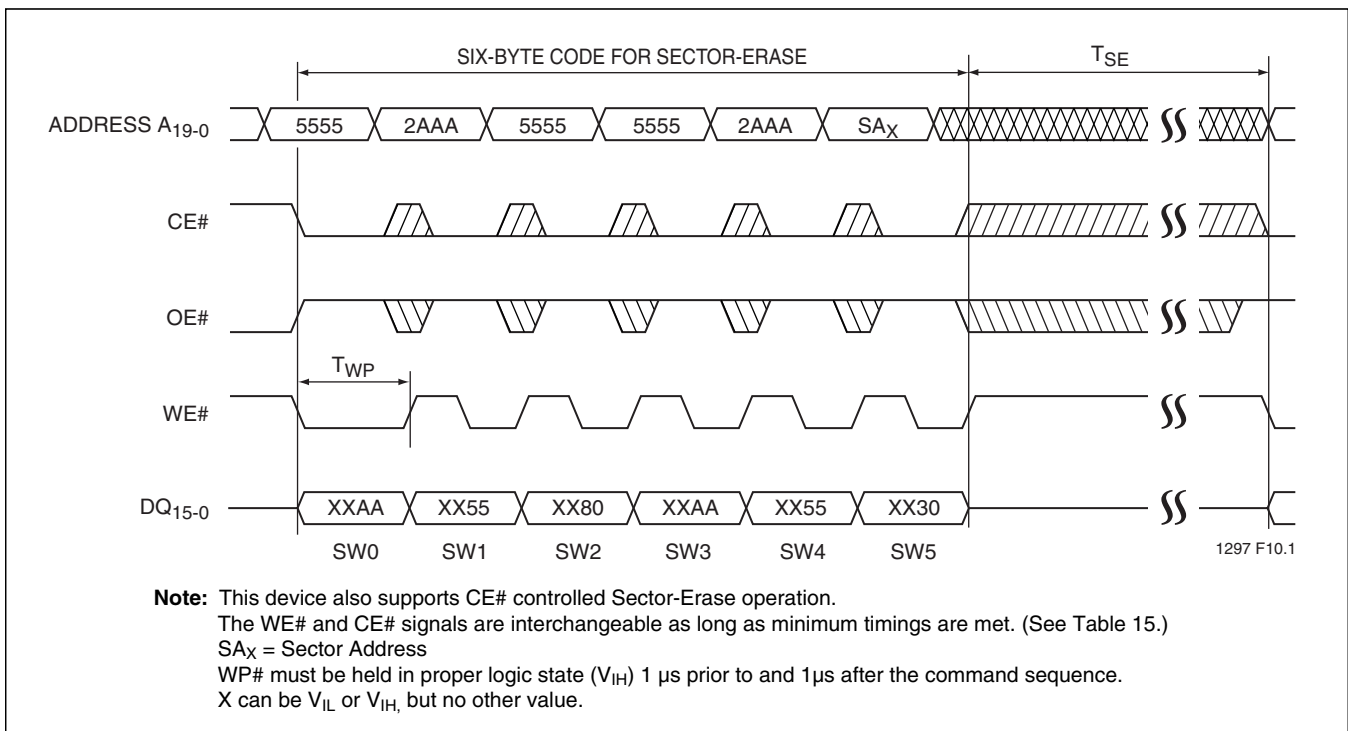 SIX-BYTE CODE FOR SECTOR-ERASE
TSE
ADDRESS A19-0 5555 2AAA 5555 5555 2AAA SAX
CE#
OE#
TWP
WE#
DQ15-0 XXAA XX55 XX80 XXAA XX55 XX30
SW0 SW1 SW2 SW3 SW4 SW5
1297 F10.1
Note: This device also supports CE# controlled Sector-Erase operation.
The WE# and CE# signals are interchangeable as long as minimum timings are met. (See Table 15.)
SAX = Sector Address
WP# must be held in proper logic state (VIH) 1 µs prior to and 1µs after the command sequence.
X can be VIL or VIH, but no other value.